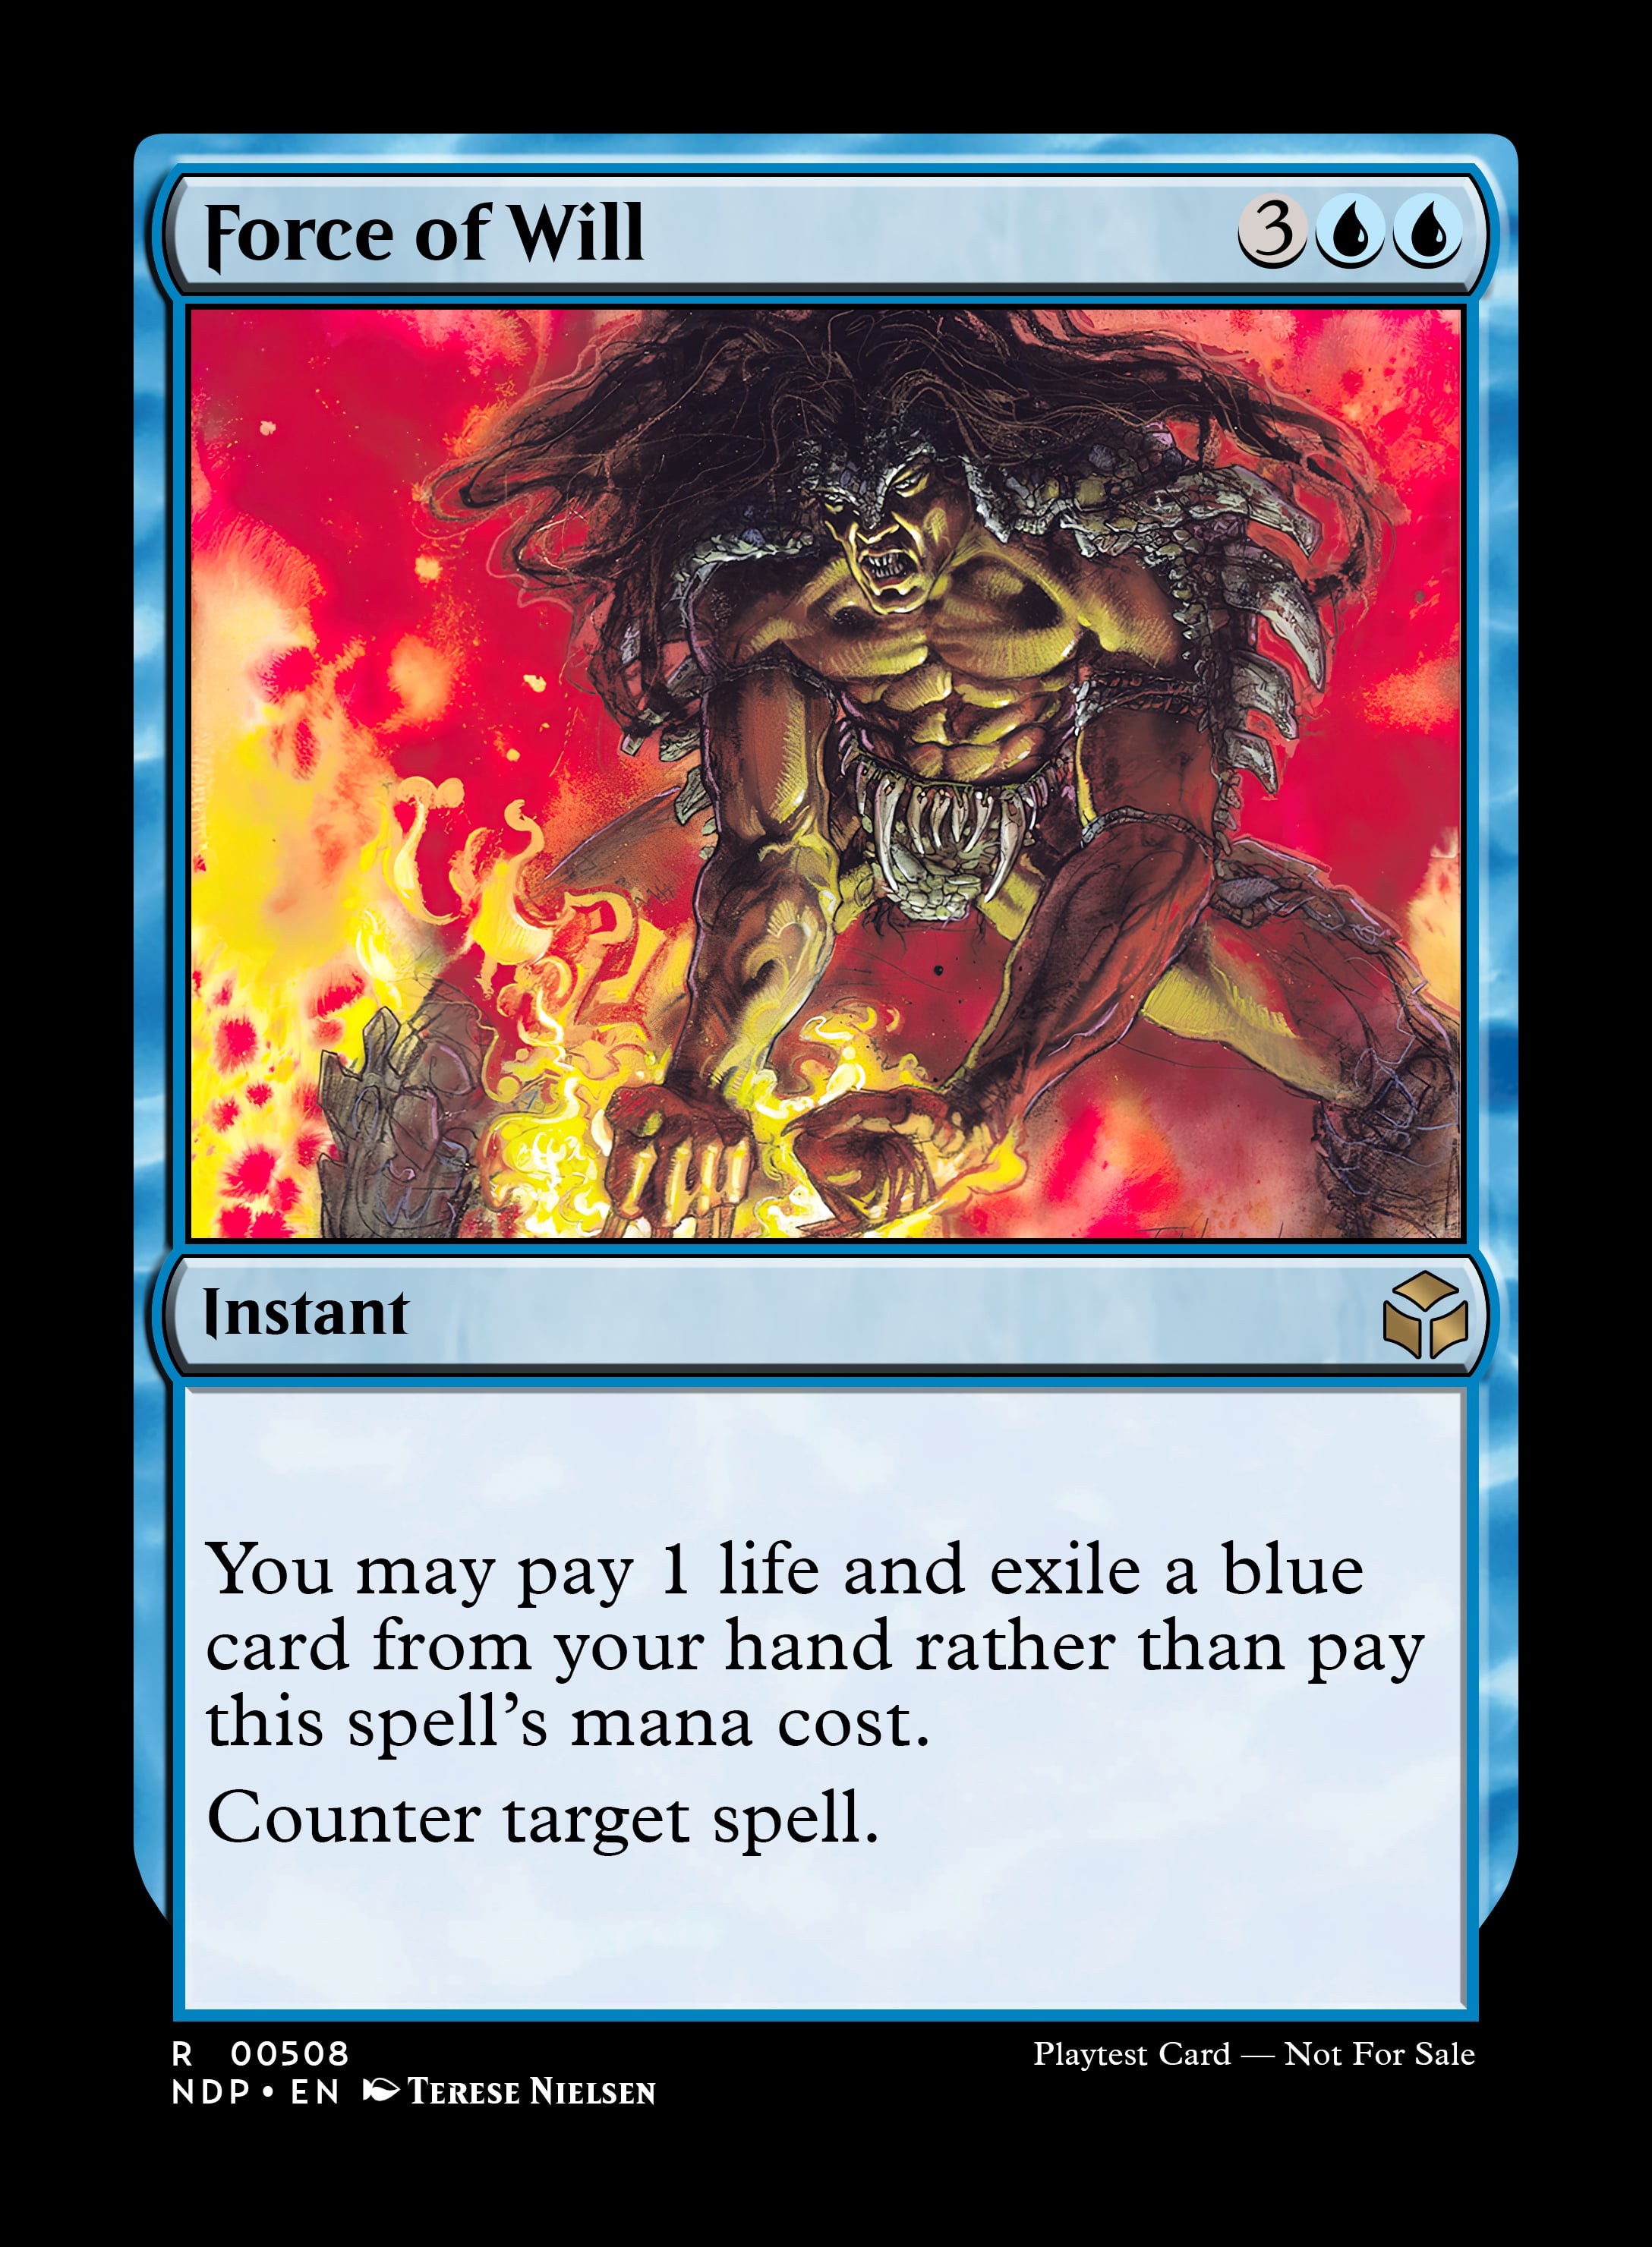 Force of Will 3
Instant
You may pay 1 life and exile a blue
card from your hand rather than pay
this spell’s mana cost.
Counter target spell.
R 00508
Playtest Card — Not For Sale
NDP • EN Terese Nielsen